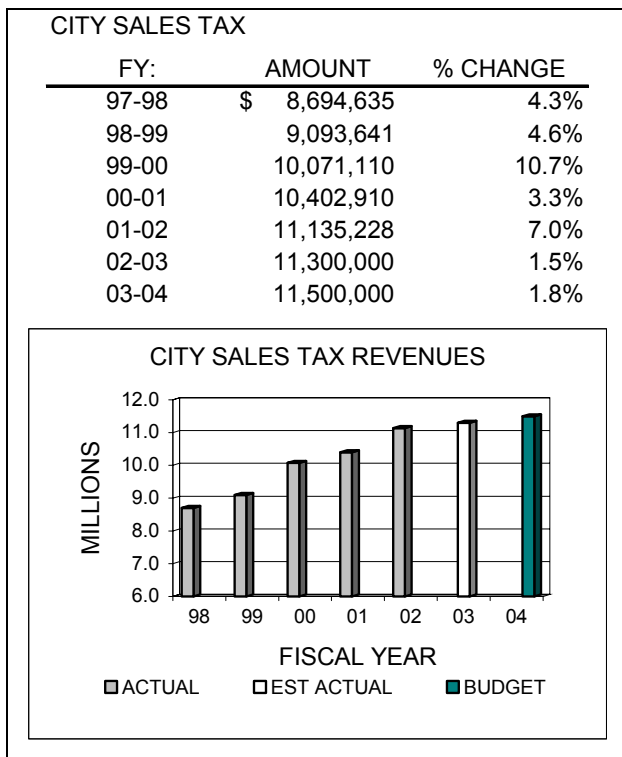 CITY SALES TAX
FY: AMOUNT % CHANGE
97-98 $ 8,694,635 4.3%
98-99 9,093,641 4.6%
99-00 10,071,110 10.7%
00-01 10,402,910 3.3%
01-02 11,135,228 7.0%
02-03 11,300,000 1.5%
03-04 11,500,000 1.8%
CITY SALES TAX REVENUES
MILLIONS
12.0
11.0
10.0
9.0
8.0
7.0
6.0
98 99 00 01 02 03 04
FISCAL YEAR
ACTUAL EST ACTUAL BUDGET